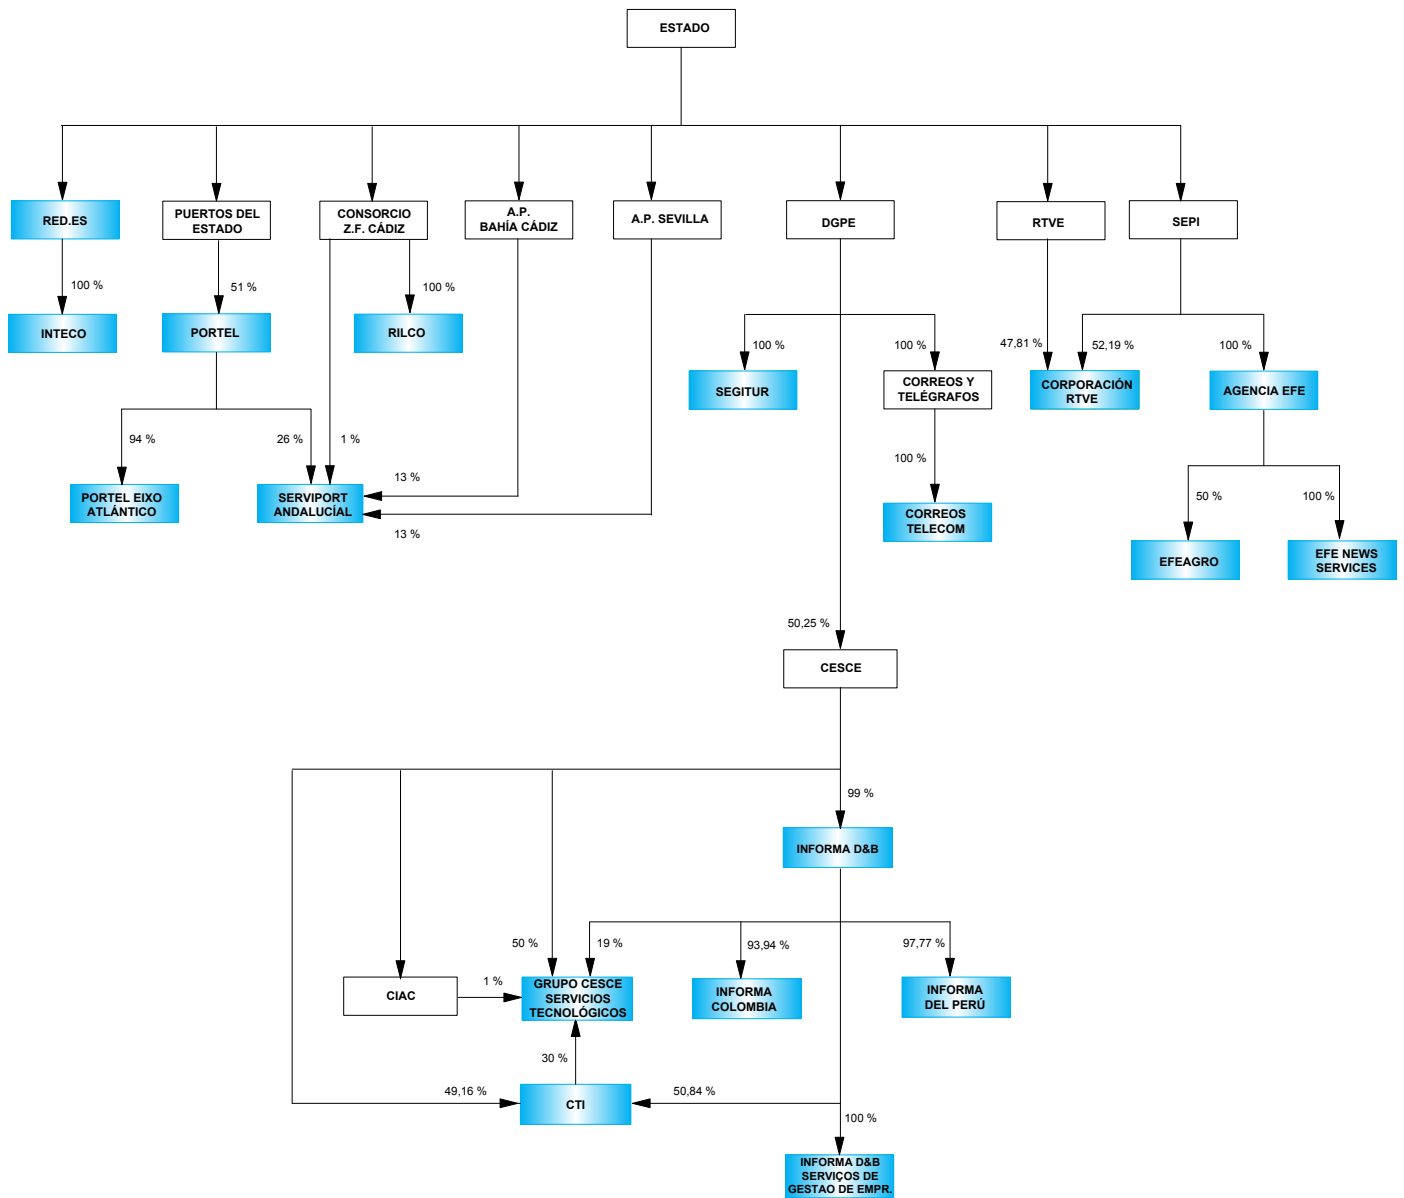 ESTADO
RED.ES
PUERTOS DEL
ESTADO
CONSORCIO
Z.F. CÁDIZ
A.P.
BAHÍA CÁDIZ
A.P. SEVILLA
DGPE
RTVE
SEPI
100 %
51 %
100 %
INTECO
PORTEL
RILCO
100 %
100 %
47,81 %
52,19 %
100 %
SEGITUR
CORREOS Y
TELÉGRAFOS
CORPORACIÓN
RTVE
AGENCIA EFE
94 %
26 %
1 %
13 %
100 %
PORTEL EIXO
ATLÁNTICO
SERVIPORT
ANDALUCÍAL
13 %
CORREOS
TELECOM
50 %
100 %
EFEAGRO
EFE NEWS
SERVICES
50,25 %
CESCE
99 %
INFORMA D&B
50 %
19 %
93,94 %
97,77 %
CIAC
1 %
GRUPO CESCE
SERVICIOS
TECNOLÓGICOS
INFORMA
COLOMBIA
INFORMA
DEL PERÚ
30 %
49,16 %
CTI
50,84 %
100 %
INFORMA D&B
SERVIÇOS DE
GESTAO DE EMPR.